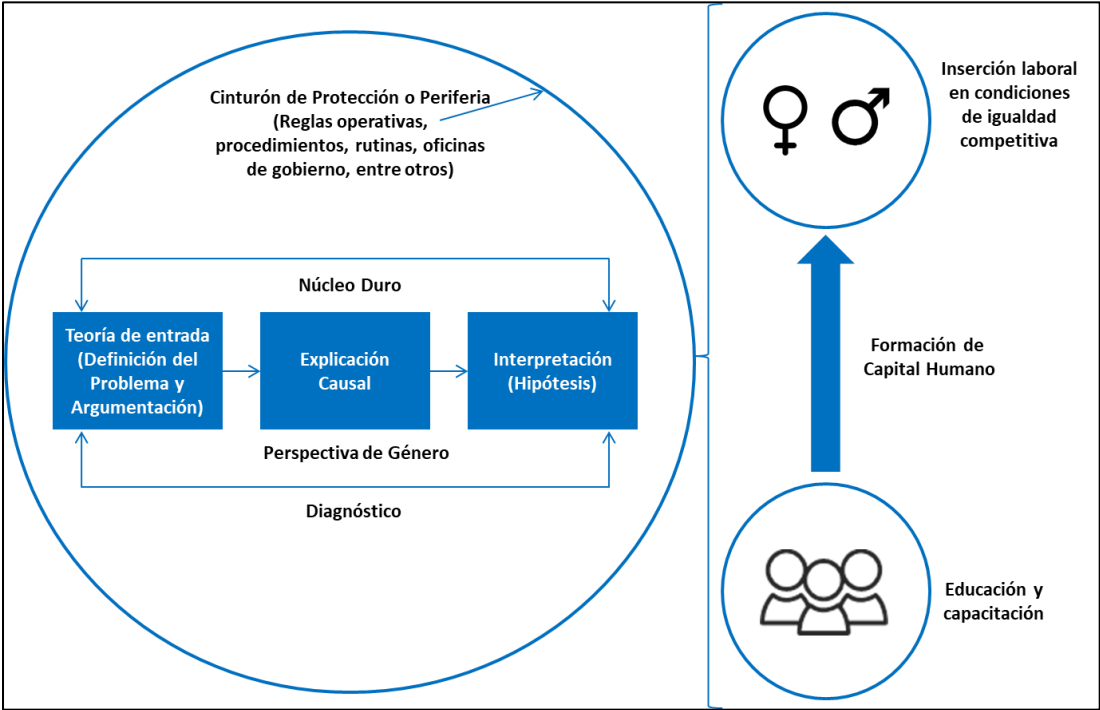 Cinturón de Protección o Periferia
(Reglas operativas,
procedimientos, rutinas, oficinas
de gobierno, entre otros)
Núcleo Duro
Teoría de entrada
(Definición del
Problema y
Argumentación)
Explicación
Causal
Interpretación
(Hipótesis)
Perspectiva de Género
Diagnóstico
Inserción laboral
en condiciones
de igualdad
competitiva
Formación de
Capital Humano
Educación y
capacitación